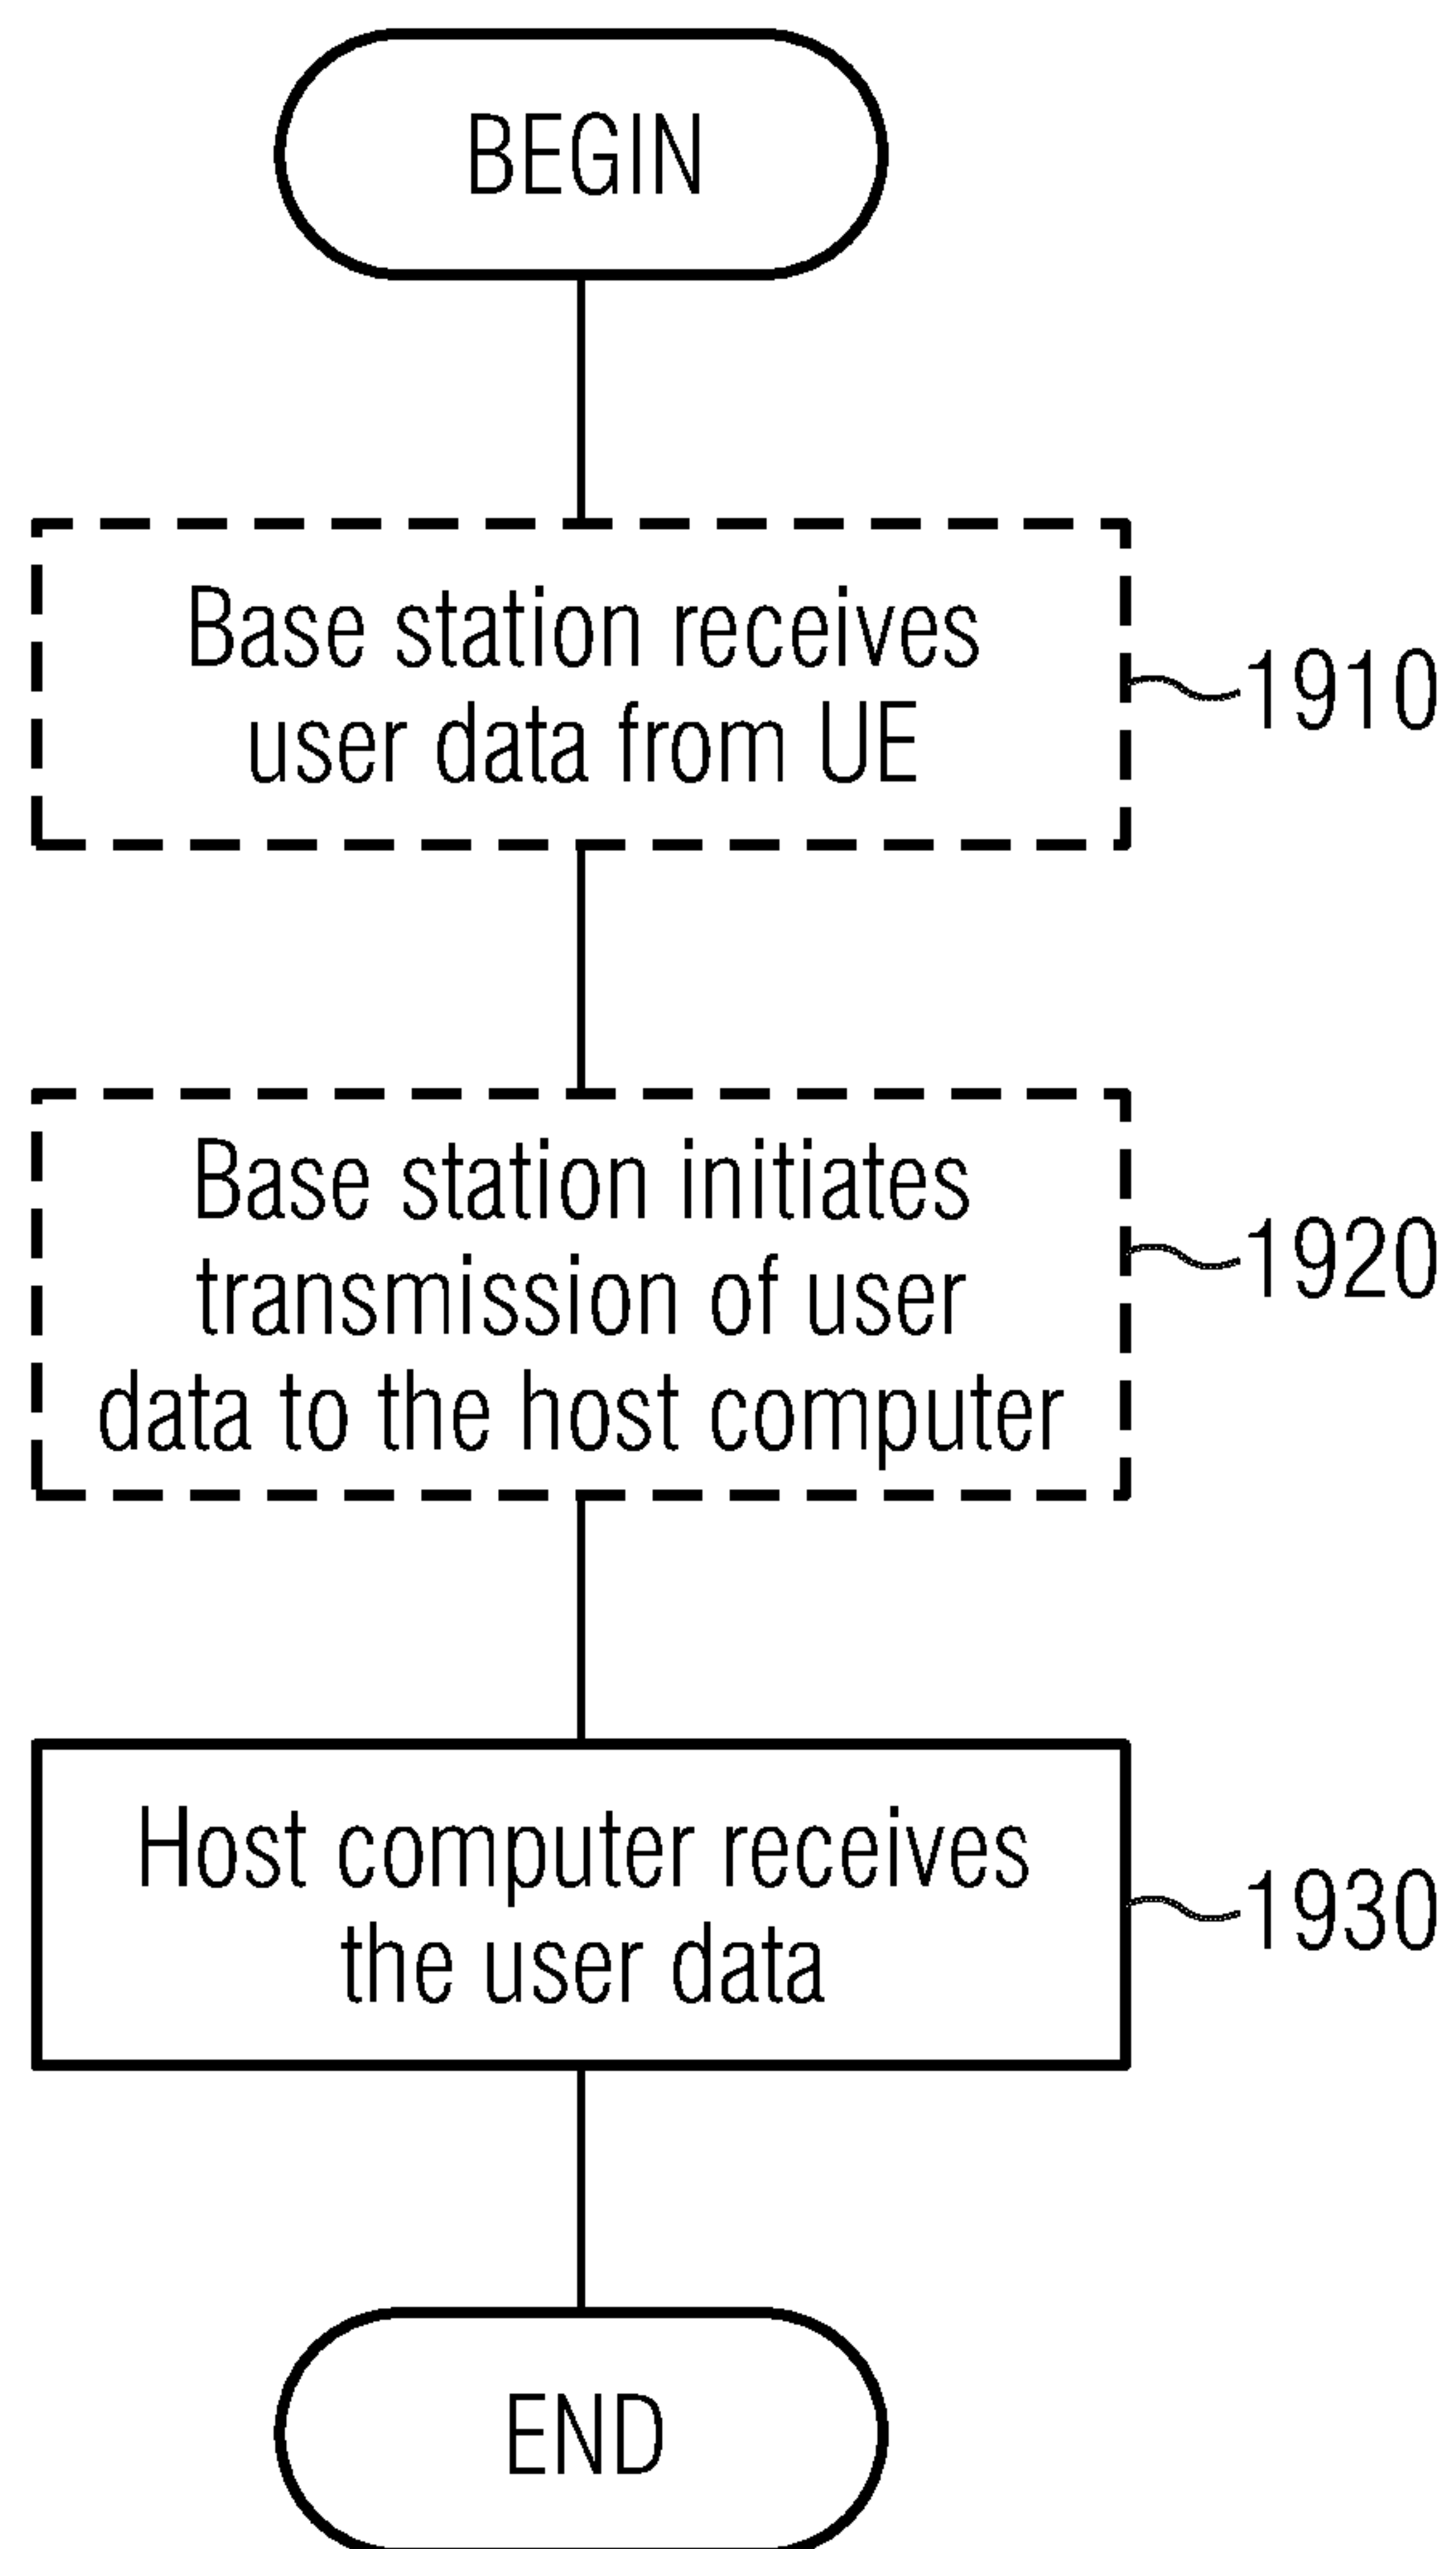 BEGIN
Base station receives
user data from UE
1910
Base station initiates
transmission of user
data to the host computer
1920
Host computer receives
the user data
1930
END